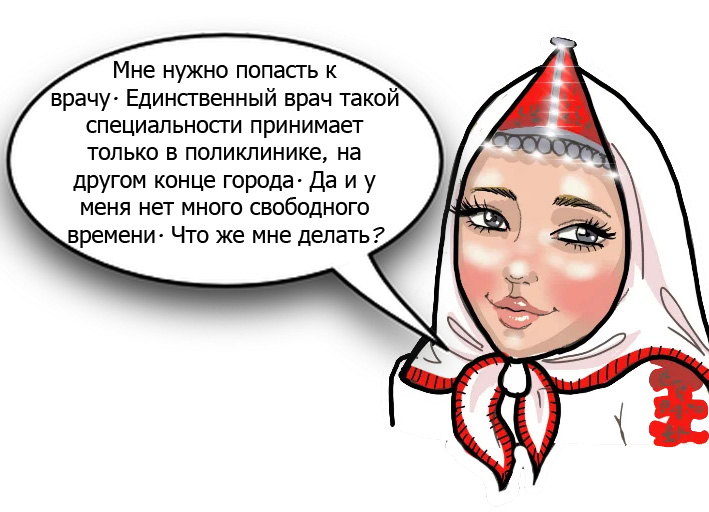 Мне нужно попасть к
врачу. Единственный врач такой
специальности принимает
только в поликлинике, на
другом конце города. Да и у
меня нет много свободного
времени. Что же мне делать?